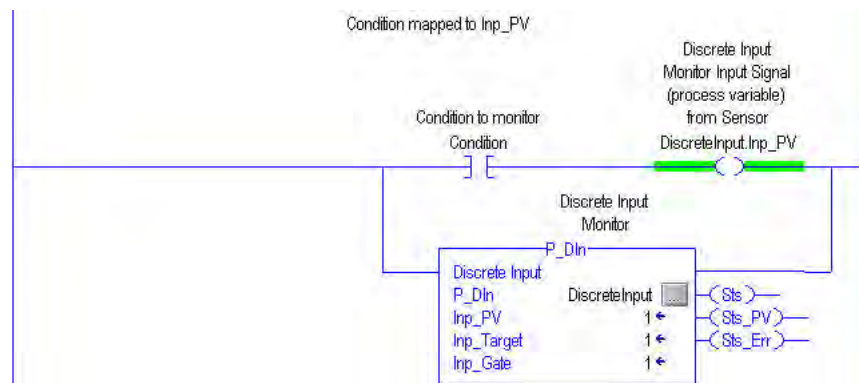 Condition mapped to Inp_PV
Discrete Input
Monitor Input Signal
(process variable)
from Sensor
DiscreteInput.Inp_PV
Condition to monitor
Condition
Discrete Input
Monitor
P_DIn
Discrete Input
P_DIn DiscreteInput ... Sts
Inp_PV 1 Sts_PV
Inp_Target 1 Sts_Err
Inp_Gate 1